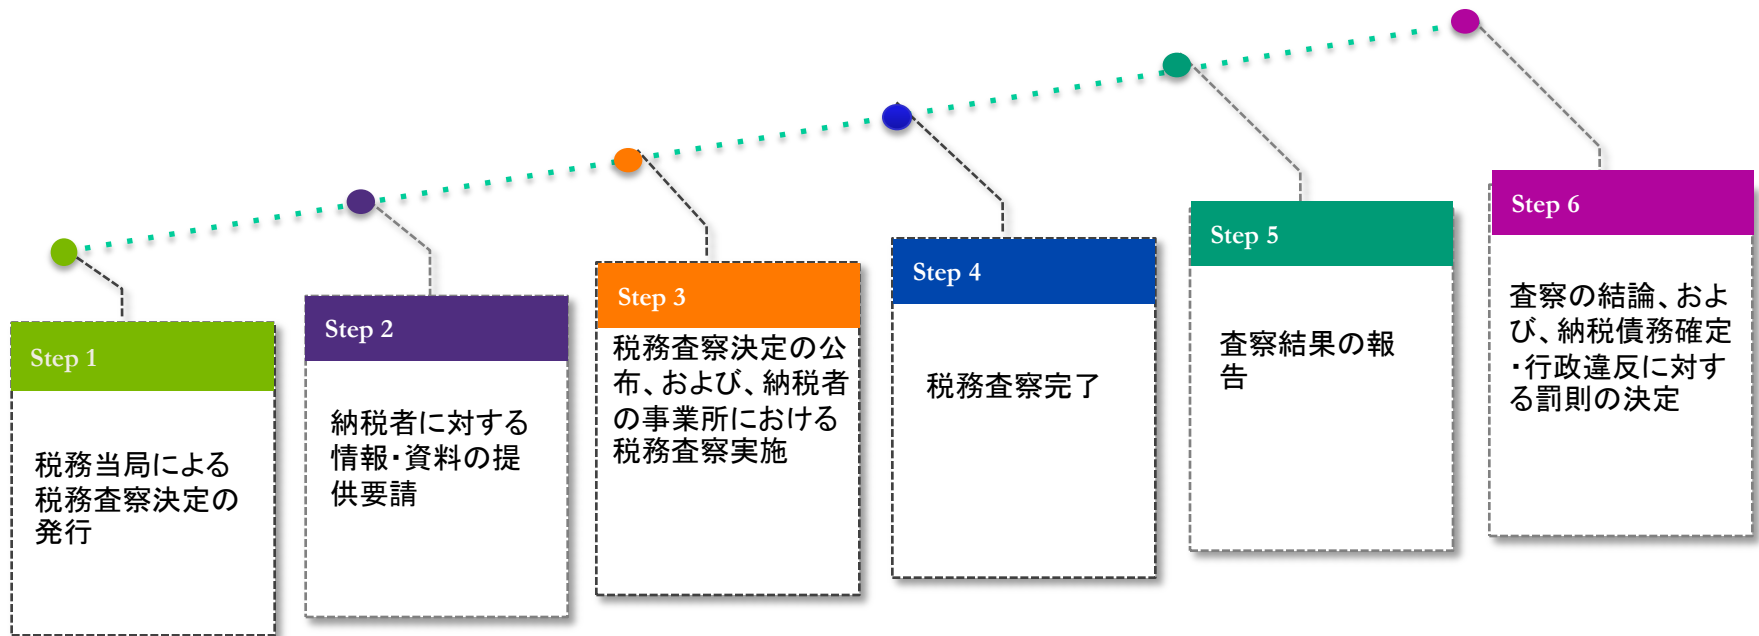 Step 1
税務当局による
税務査察決定の
発行
Step 2
納税者に対する
情報・資料の提
供要請
Step 3
税務査察決定の公
布、および、納税者
の事業所における
税務査察実施
Step 4
税務査察完了
Step 5
査察結果の報
告
Step 6
査察の結論、およ
び、納税債務確定
・行政違反に対す
る罰則の決定